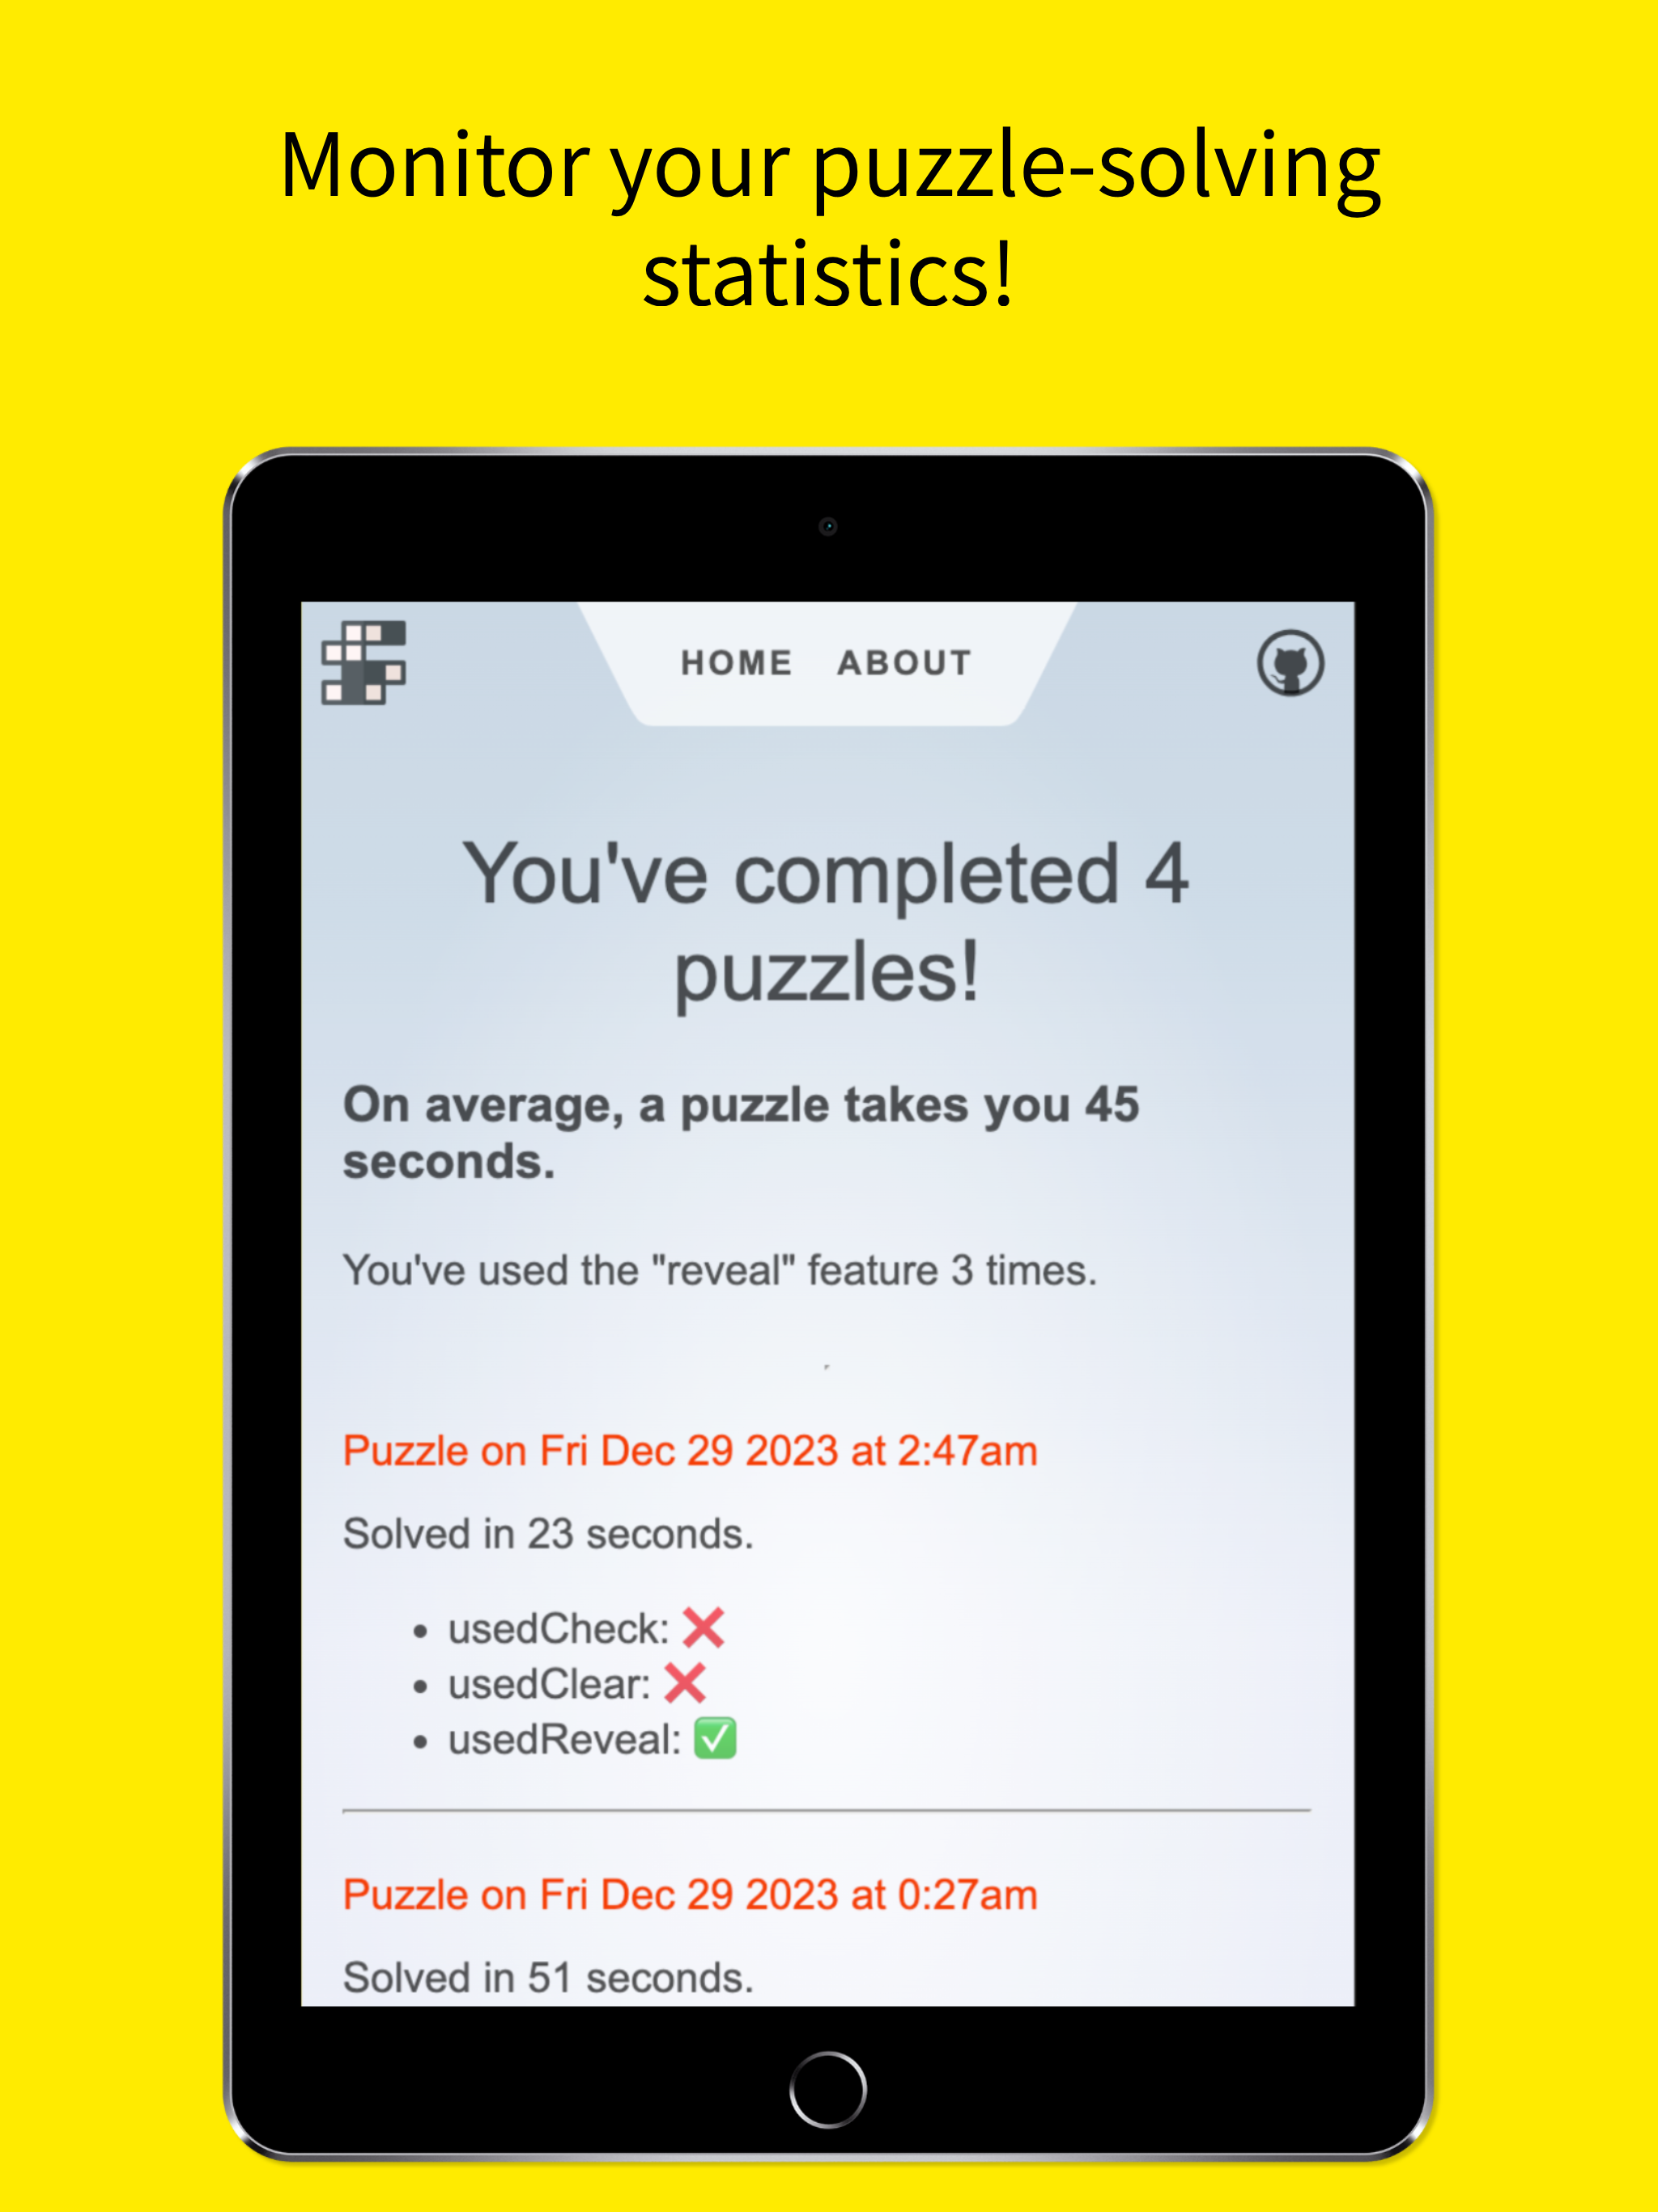 Monitor your puzzle-solving
statistics!
HOME ABOUT
You've completed 4
puzzles!
On average, a puzzle takes you 45
seconds.
You've used the "reveal" feature 3 times.
Puzzle on Fri Dec 29 2023 at 2:47am
Solved in 23 seconds.
• usedCheck: ❌
• usedClear: ❌
• usedReveal: ✅
Puzzle on Fri Dec 29 2023 at 0:27am
Solved in 51 seconds.